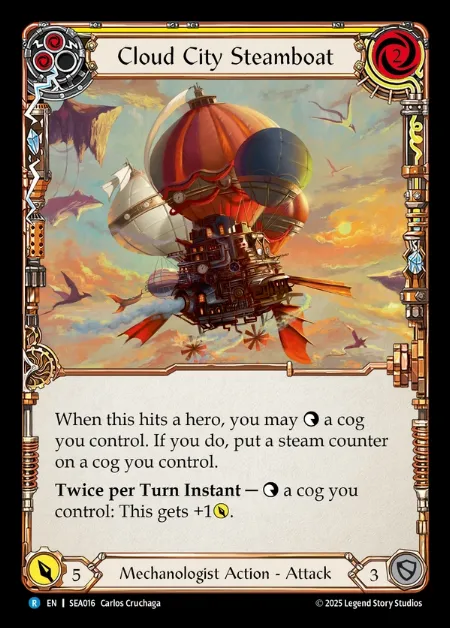 Cloud City Steamboat
2
When this hits a hero, you may a cog
you control. If you do, put a steam counter
on a cog you control.
Twice per Turn Instant — a cog you
control: This gets +1.
5
Mechanologist Action - Attack
3
R EN | SEA016 Carlos Cruchaga
© 2025 Legend Story Studios